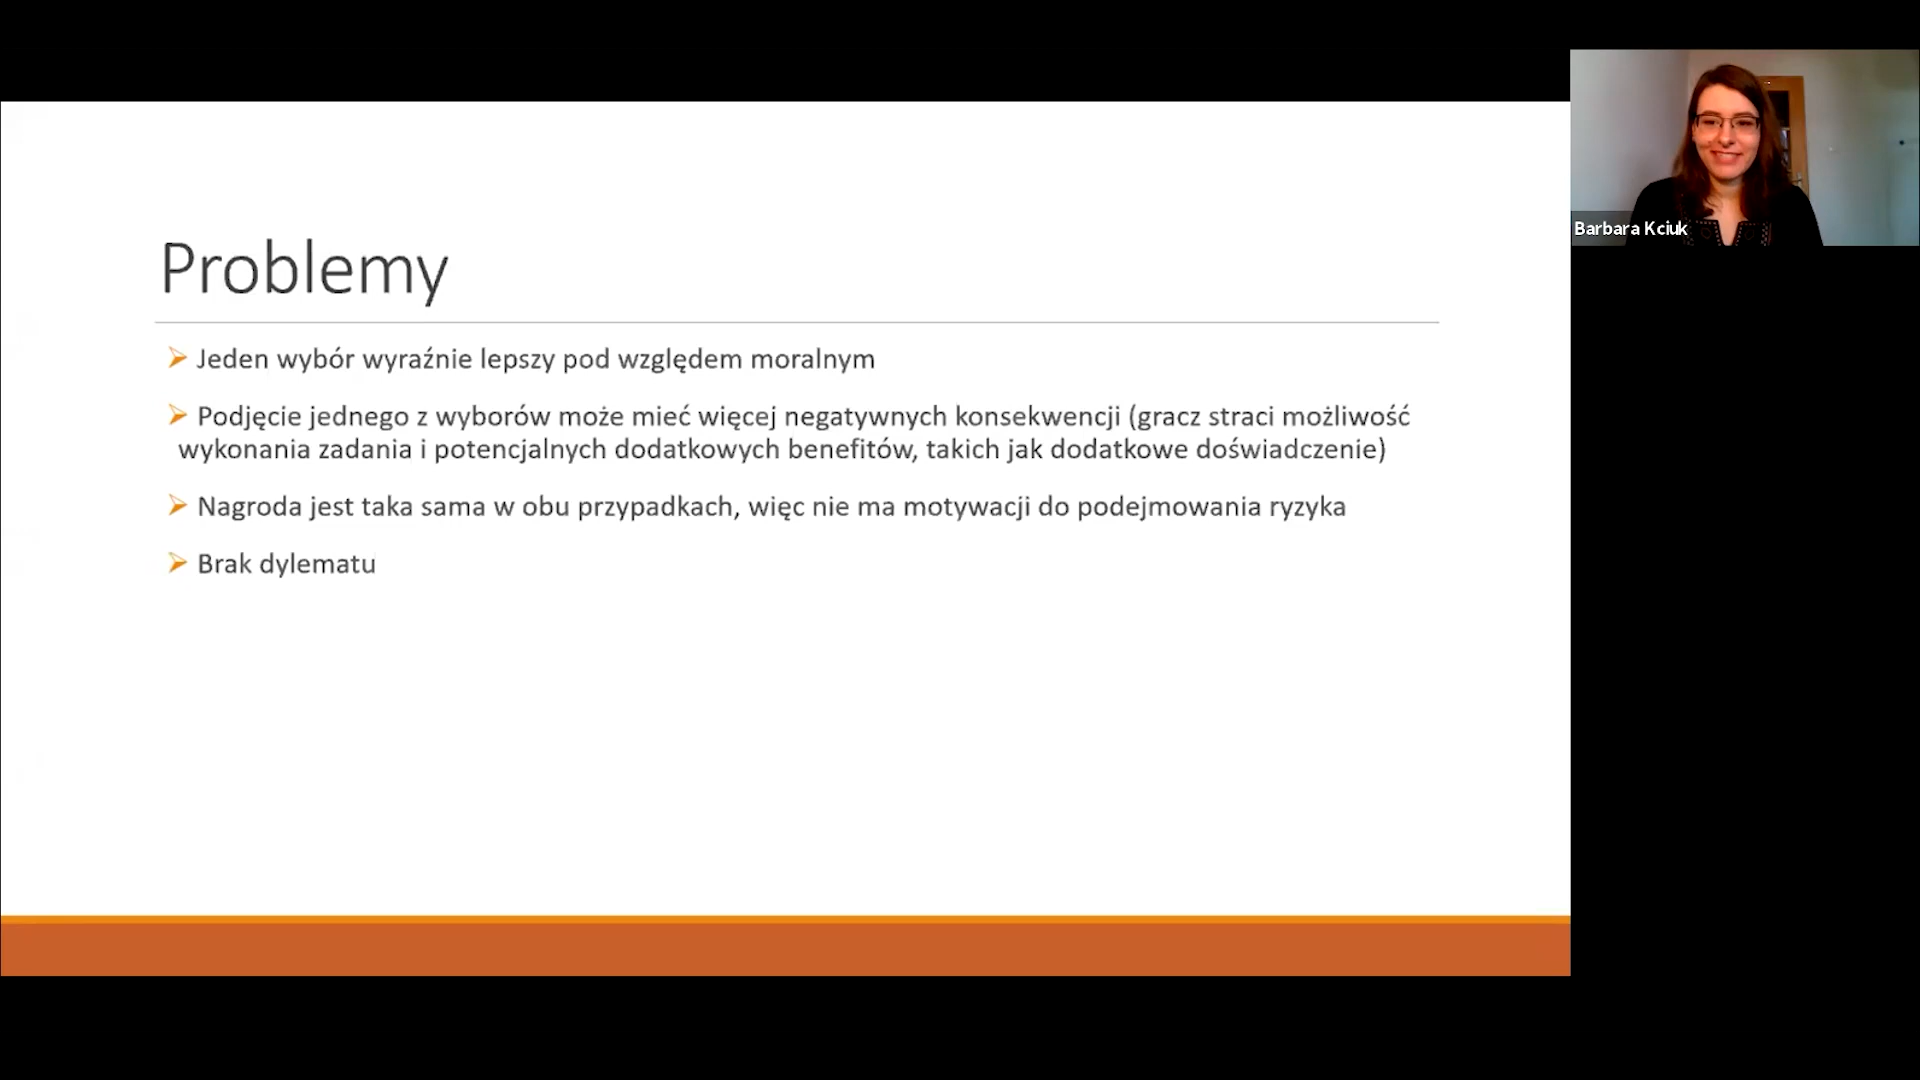 Problemy
Jeden wybór wyraźnie lepszy pod względem moralnym
Podjęcie jednego z wyborów może mieć więcej negatywnych konsekwencji (gracz straci możliwość
wykonania zadania i potencjalnych dodatkowych benefitów, takich jak dodatkowe doświadczenie)
Nagroda jest taka sama w obu przypadkach, więc nie ma motywacji do podejmowania ryzyka
Brak dylematu
Barbara Kciuk